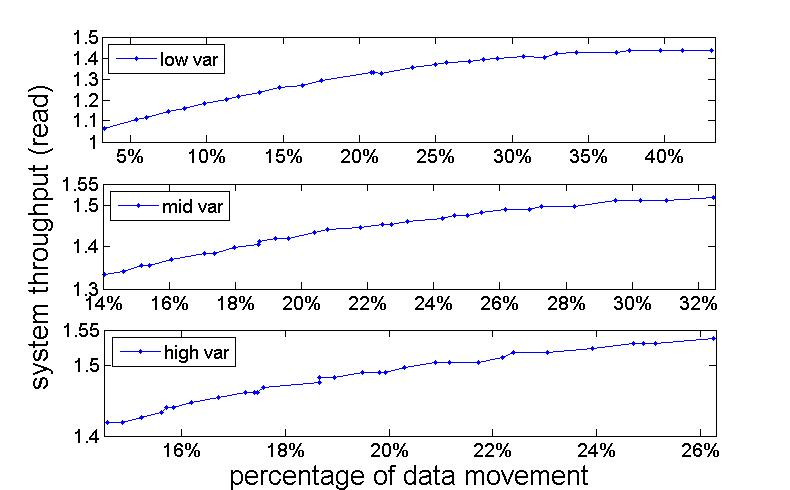 system throughput (read)
1.5
1.4
1.3
1.2
1.1
1
low var
5% 10% 15% 20% 25% 30% 35% 40%
1.55
1.5
1.4
1.3
mid var
14% 16% 18% 20% 22% 24% 26% 28% 30% 32%
1.55
1.5
1.4
high var
16% 18% 20% 22% 24% 26%
percentage of data movement